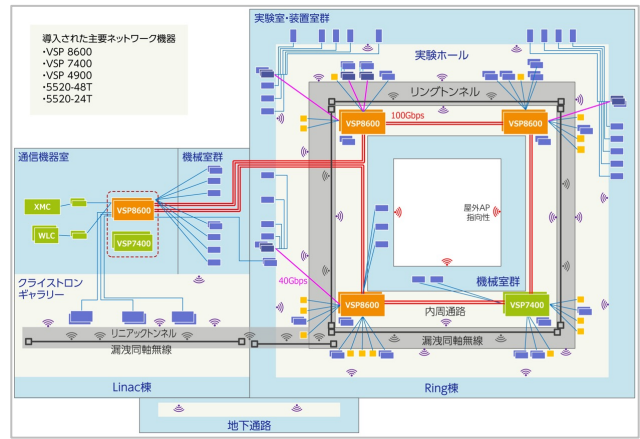 導入された主要ネットワーク機器
・VSP 8600
・VSP 7400
・VSP 4900
・5520-48T
・5520-24T
実験室・装置室群
実験ホール
リングトンネル
VSP8600
100Gbps
VSP8600
通信機器室
機械室群
XMC
WLC
VSP8600
VSP7400
屋外AP
指向性
クライストロン
ギャラリー
40Gbps
機械室群
VSP8600
内周通路
VSP7400
リニアックトンネル
漏洩同軸無線
漏洩同軸無線
Linac棟
Ring棟
地下通路